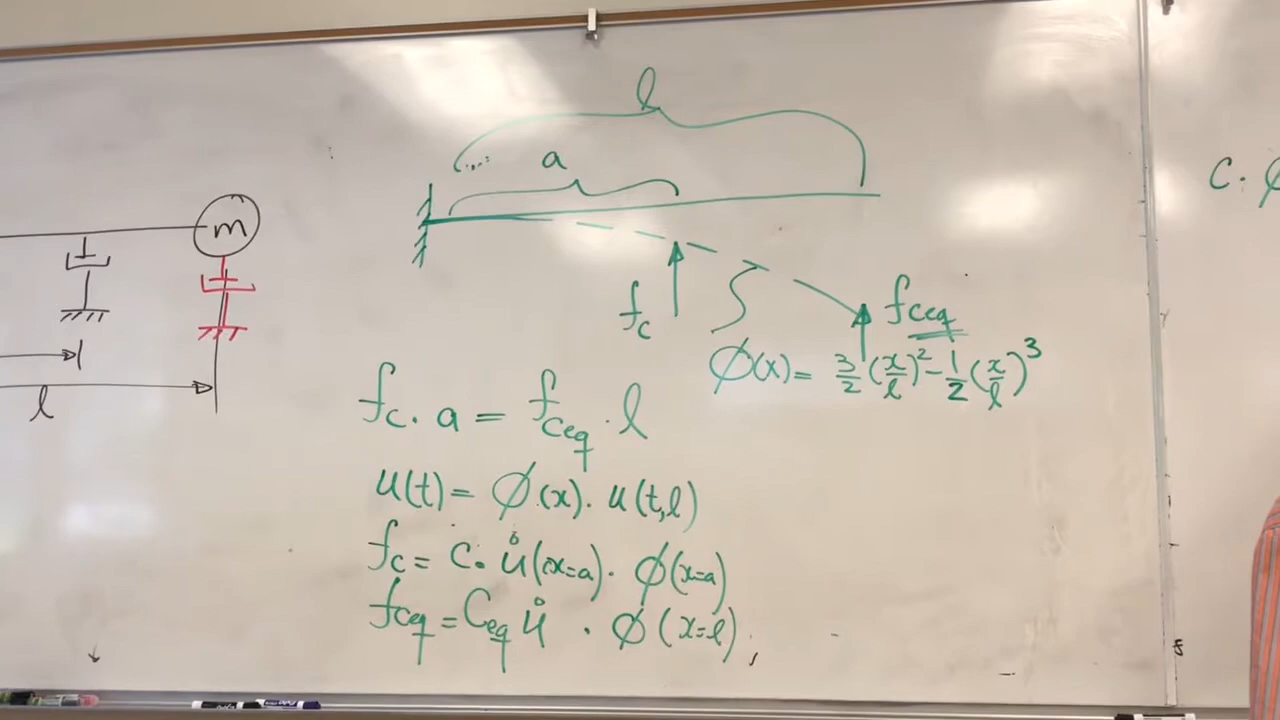 l
a
m
f_c
f_ceq
φ(x) = 3/2 (x/l)² - 1/2 (x/l)³
l
f_c · a = f_ceq · l
u(t) = φ(x) · u(t,l)
f_c = c · u̇(x=a) · φ(x=a)
f_ceq = C_eq u̇ · φ(x=l),
C · φ